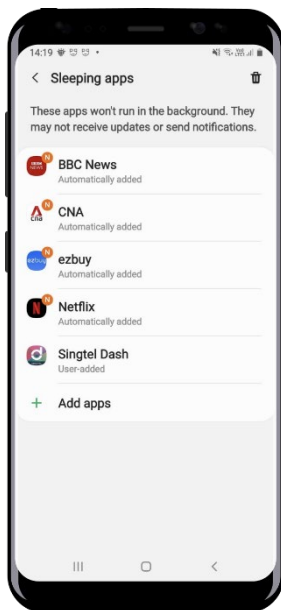 14:19
Sleeping apps
These apps won't run in the background. They
may not receive updates or send notifications.
N
BBC News
Automatically added
N
CNA
Automatically added
N
ezbuy
Automatically added
N
Netflix
Automatically added
Singtel Dash
User-added
+ Add apps